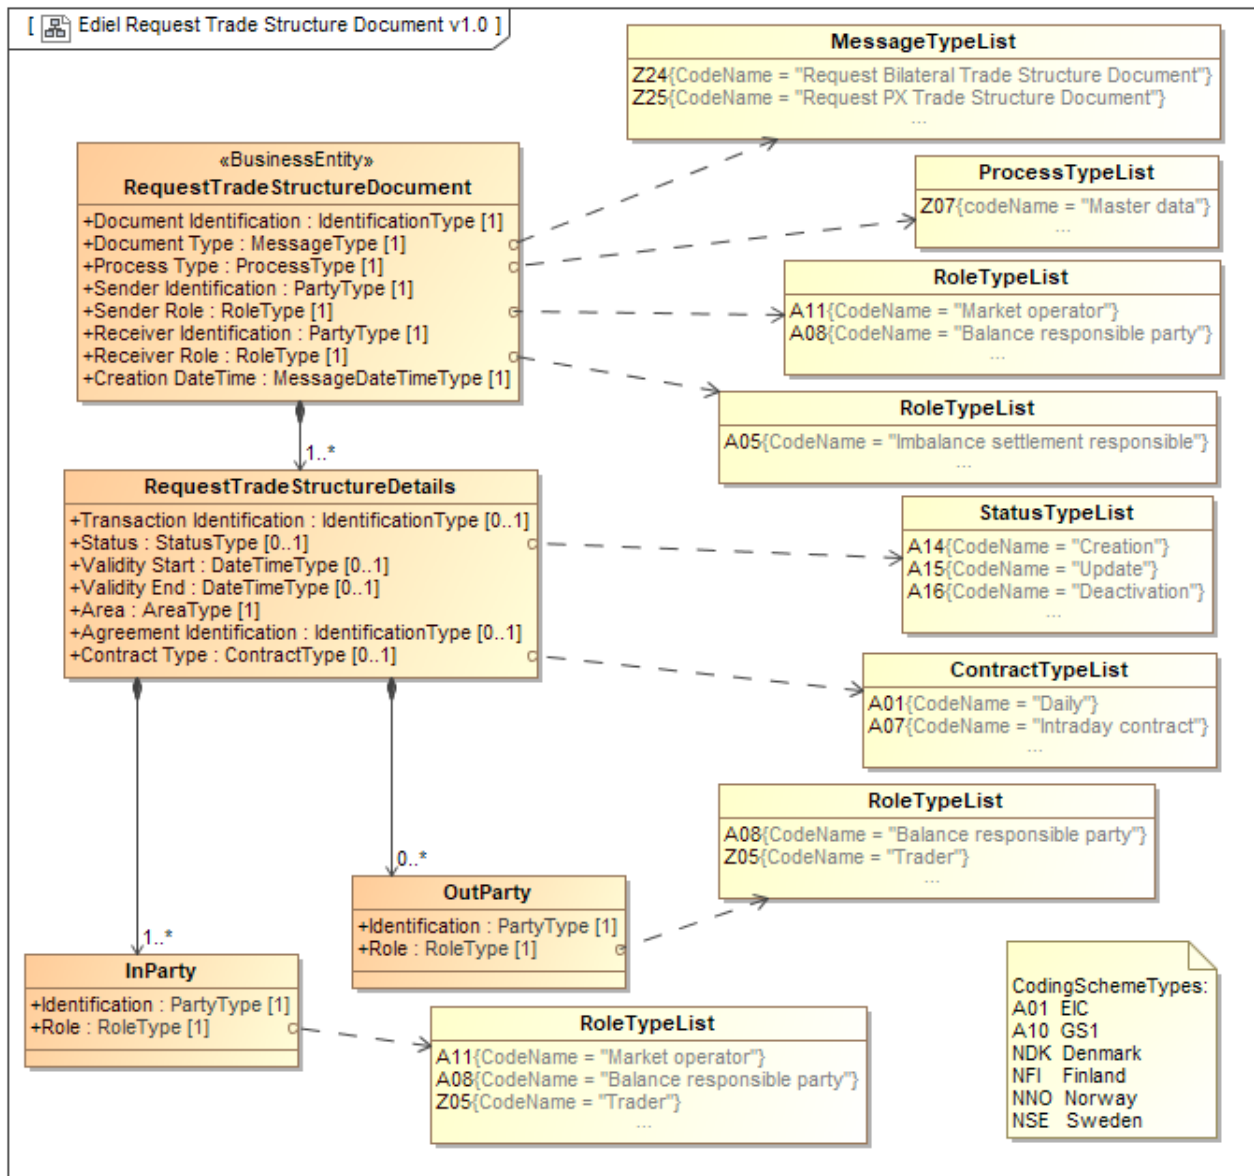 [ Ediel Request Trade Structure Document v1.0 ]
MessageTypeList
Z24{CodeName = "Request Bilateral Trade Structure Document"}
Z25{CodeName = "Request PX Trade Structure Document"}
...
«BusinessEntity»
RequestTradeStructureDocument
+Document Identification : IdentificationType [1]
+Document Type : MessageType [1]
+Process Type : ProcessType [1]
+Sender Identification : PartyType [1]
+Sender Role : RoleType [1]
+Receiver Identification : PartyType [1]
+Receiver Role : RoleType [1]
+Creation DateTime : MessageDateTimeType [1]
ProcessTypeList
Z07{codeName = "Master data"}
...
RoleTypeList
A11{CodeName = "Market operator"}
A08{CodeName = "Balance responsible party"}
...
RoleTypeList
A05{CodeName = "Imbalance settlement responsible"}
...
1..*
RequestTradeStructureDetails
+Transaction Identification : IdentificationType [0..1]
+Status : StatusType [0..1]
+Validity Start : DateTimeType [0..1]
+Validity End : DateTimeType [0..1]
+Area : AreaType [1]
+Agreement Identification : IdentificationType [0..1]
+Contract Type : ContractType [0..1]
StatusTypeList
A14{CodeName = "Creation"}
A15{CodeName = "Update"}
A16{CodeName = "Deactivation"}
...
ContractTypeList
A01{CodeName = "Daily"}
A07{CodeName = "Intraday contract"}
...
RoleTypeList
A08{CodeName = "Balance responsible party"}
Z05{CodeName = "Trader"}
...
0..*
OutParty
+Identification : PartyType [1]
+Role : RoleType [1]
1..*
InParty
+Identification : PartyType [1]
+Role : RoleType [1]
RoleTypeList
A11{CodeName = "Market operator"}
A08{CodeName = "Balance responsible party"}
Z05{CodeName = "Trader"}
...
CodingSchemeTypes:
A01 EIC
A10 GS1
NDK Denmark
NFI Finland
NNO Norway
NSE Sweden